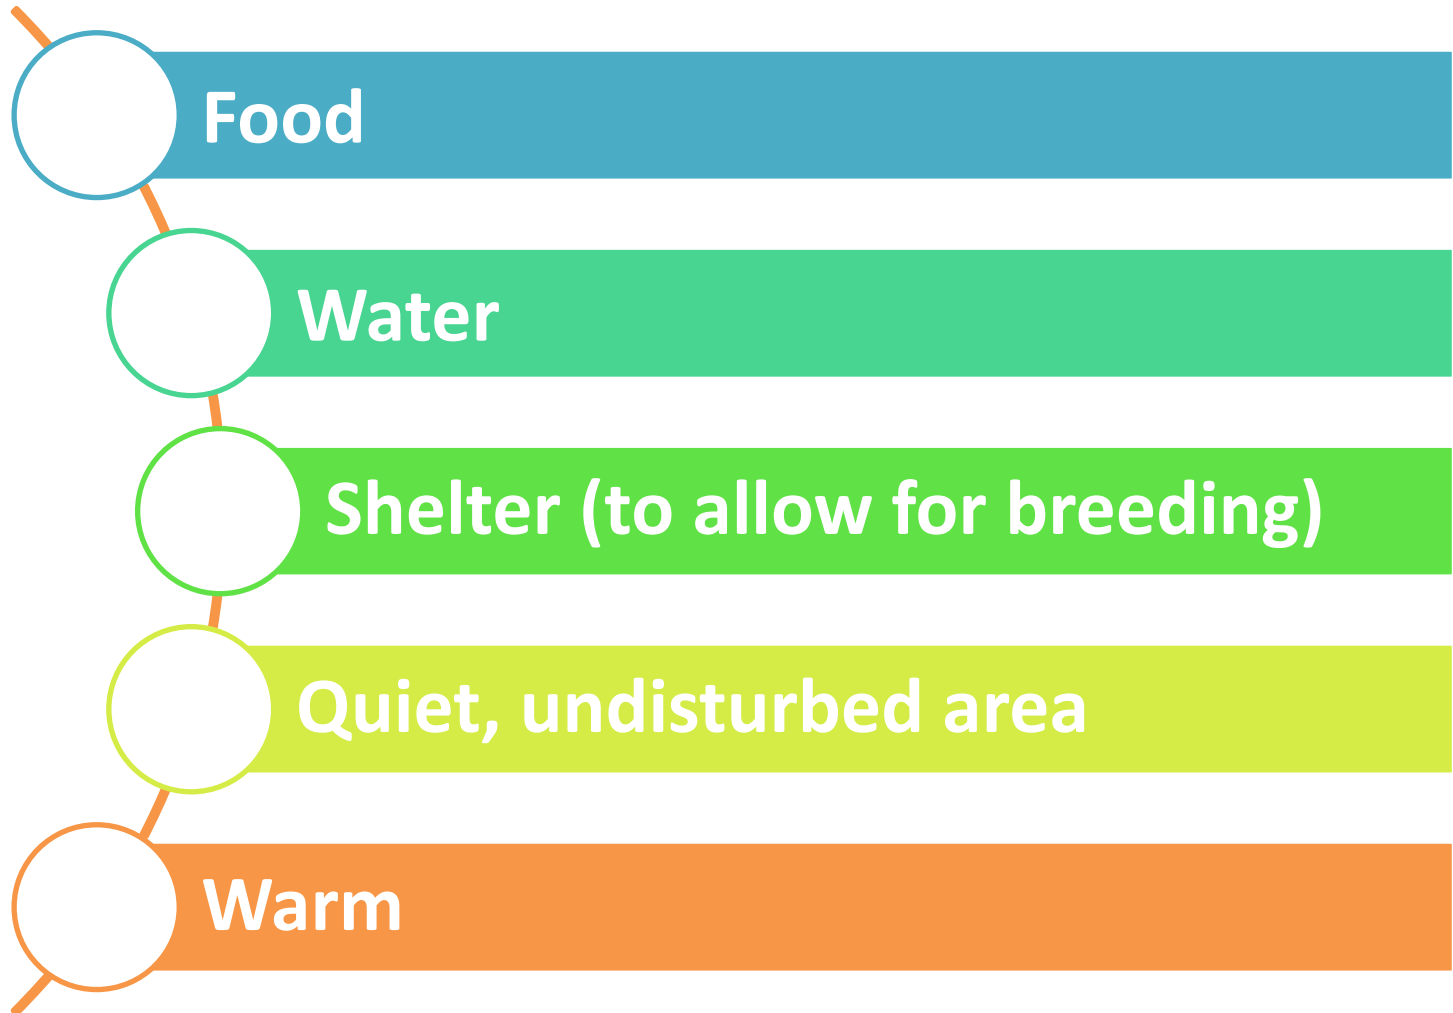 Food
Water
Shelter (to allow for breeding)
Quiet, undisturbed area
Warm